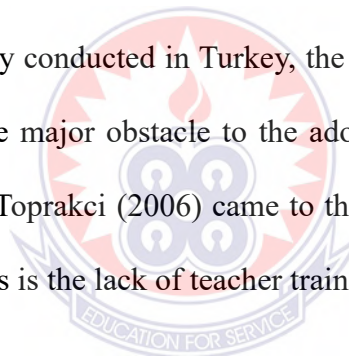 y conducted in Turkey, the
e major obstacle to the ado
Toprakci (2006) came to th
s is the lack of teacher train
EDUCATION FOR SERVICE